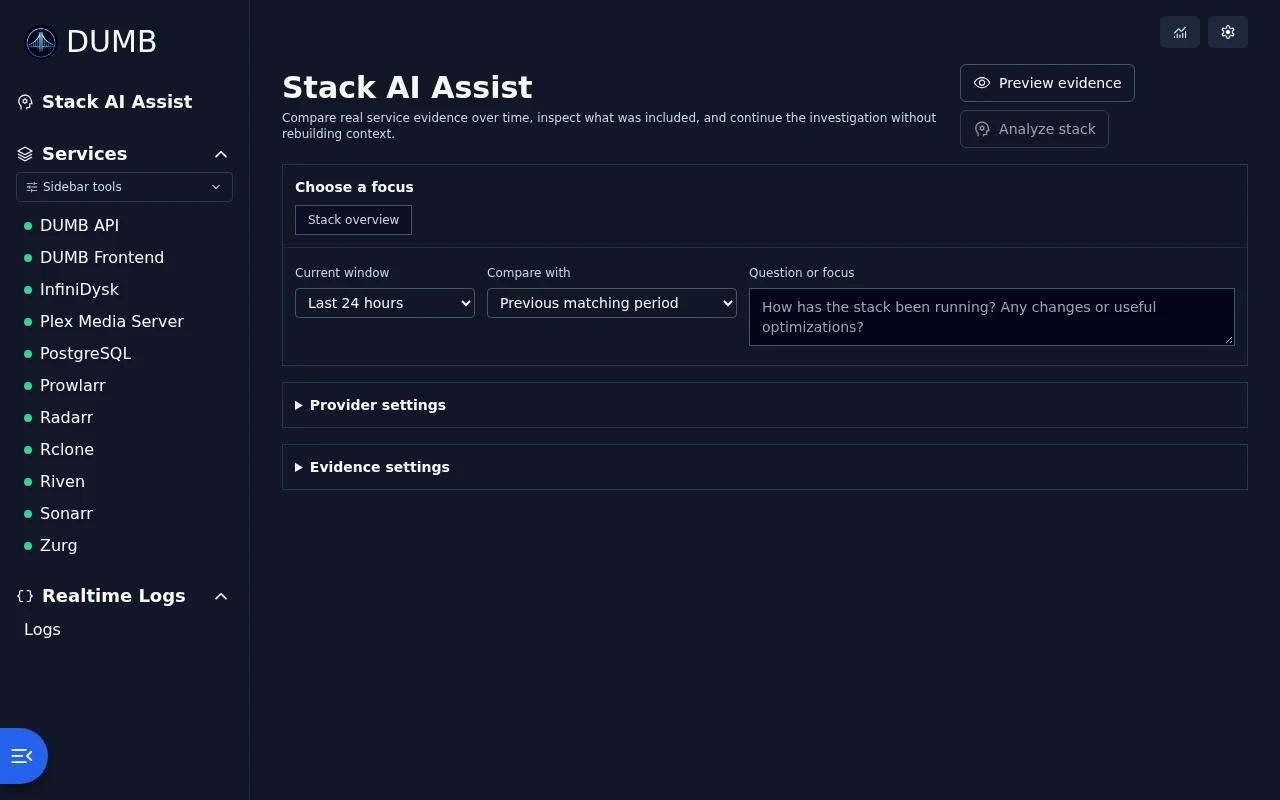 DUMB
Stack AI Assist
Services
Sidebar tools
DUMB API
DUMB Frontend
InfiniDysk
Plex Media Server
PostgreSQL
Prowlarr
Radarr
Rclone
Riven
Sonarr
Zurg
Realtime Logs
Logs
Stack AI Assist
Compare real service evidence over time, inspect what was included, and continue the investigation without
rebuilding context.
Preview evidence
Analyze stack
Choose a focus
Stack overview
Current window
Last 24 hours
Compare with
Previous matching period
Question or focus
How has the stack been running? Any changes or useful
optimizations?
Provider settings
Evidence settings